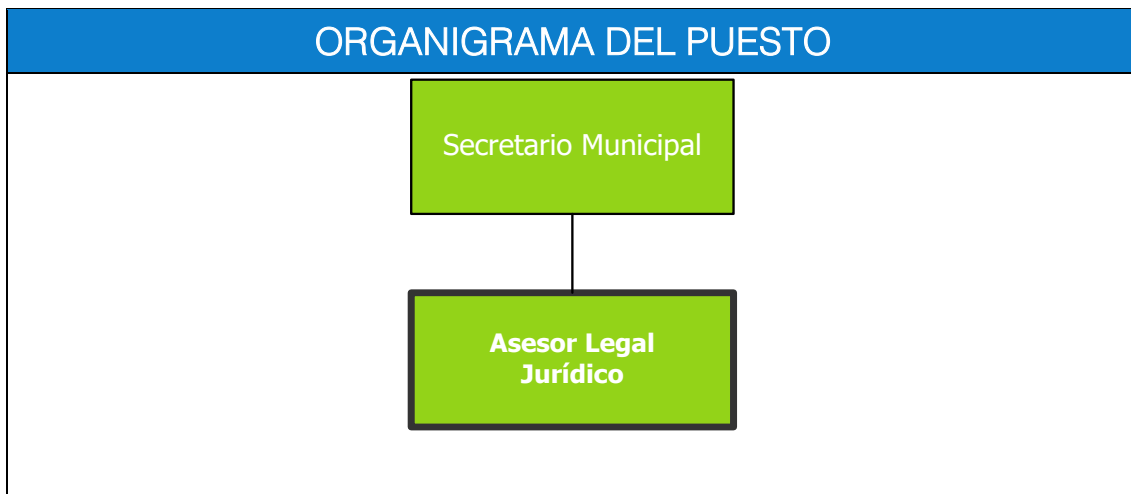 ORGANIGRAMA DEL PUESTO
Secretario Municipal
Asesor Legal
Jurídico